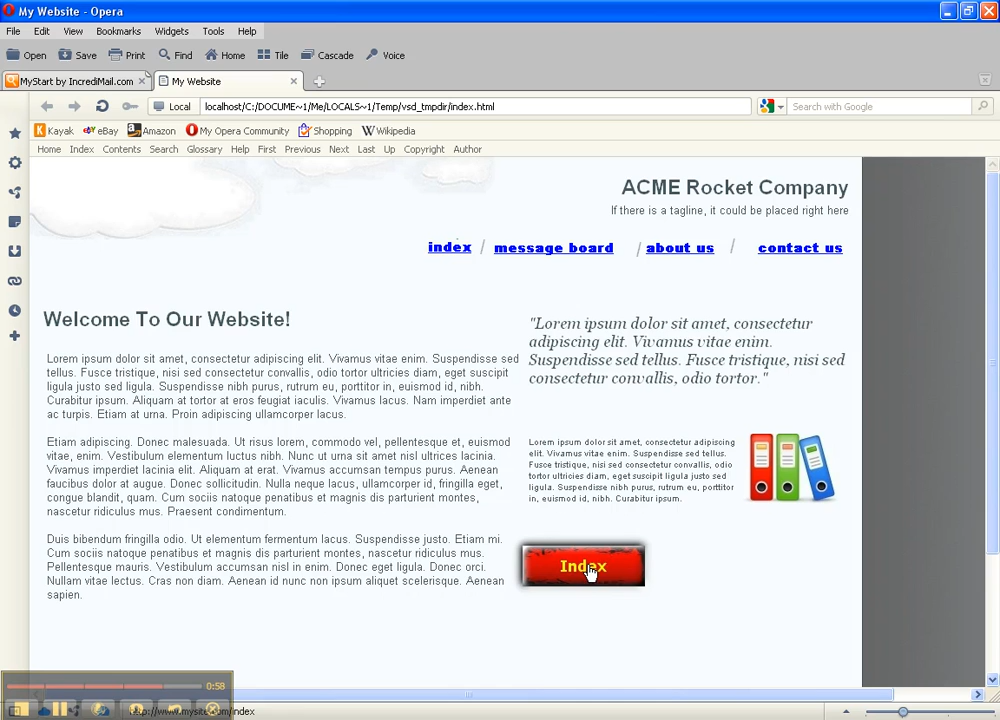 My Website - Opera
File Edit View Bookmarks Widgets Tools Help
Open Save Print Find Home Tile Cascade Voice
MyStart by IncrediMail.com My Website
Local localhost/C:/DOCUME~1/Me/LOCALS~1/Temp/vsd_tmpdir/index.html Search with Google
Kayak eBay Amazon My Opera Community Shopping Wikipedia
Home Index Contents Search Glossary Help First Previous Next Last Up Copyright Author
ACME Rocket Company
If there is a tagline, it could be placed right here
index / message board / about us / contact us
Welcome To Our Website!
Lorem ipsum dolor sit amet, consectetur adipiscing elit. Vivamus vitae enim. Suspendisse sed
tellus. Fusce tristique, nisi sed consectetur convallis, odio tortor ultricies diam, eget suscipit
ligula justo sed ligula. Suspendisse nibh purus, rutrum eu, porttitor in, euismod id, nibh.
Curabitur ipsum. Aliquam at tortor at eros feugiat iaculis. Vivamus lacus. Nam imperdiet ante
ac turpis. Etiam at urna. Proin adipiscing ullamcorper lacus.
Etiam adipiscing. Donec malesuada. Ut risus lorem, commodo vel, pellentesque et, euismod
vitae, enim. Vestibulum elementum luctus nibh. Nunc ut urna sit amet nisl ultrices lacinia.
Vivamus imperdiet lacinia elit. Aliquam at erat. Vivamus accumsan tempus purus. Aenean
faucibus dolor at augue. Donec sollicitudin. Nulla neque lacus, ullamcorper id, fringilla eget,
congue blandit, quam. Cum sociis natoque penatibus et magnis dis parturient montes,
nascetur ridiculus mus. Praesent condimentum.
Duis bibendum fringilla odio. Ut elementum fermentum lacus. Suspendisse justo. Etiam mi.
Cum sociis natoque penatibus et magnis dis parturient montes, nascetur ridiculus mus.
Pellentesque mauris. Vestibulum accumsan nisl in enim. Donec eget ligula. Donec orci.
Nullam vitae lectus. Cras non diam. Aenean id nunc non ipsum aliquet scelerisque. Aenean
sapien.
"Lorem ipsum dolor sit amet, consectetur
adipiscing elit. Vivamus vitae enim.
Suspendisse sed tellus. Fusce tristique, nisi sed
consectetur convallis, odio tortor."
Lorem ipsum dolor sit amet, consectetur adipiscing
elit. Vivamus vitae enim. Suspendisse sed tellus.
Fusce tristique, nisi sed consectetur convallis, odio
tortor ultricies diam, eget suscipit ligula justo sed
ligula. Suspendisse nibh purus, rutrum eu, porttitor
in, euismod id, nibh. Curabitur ipsum.
Index
0:58
http://www.mysite.com/index